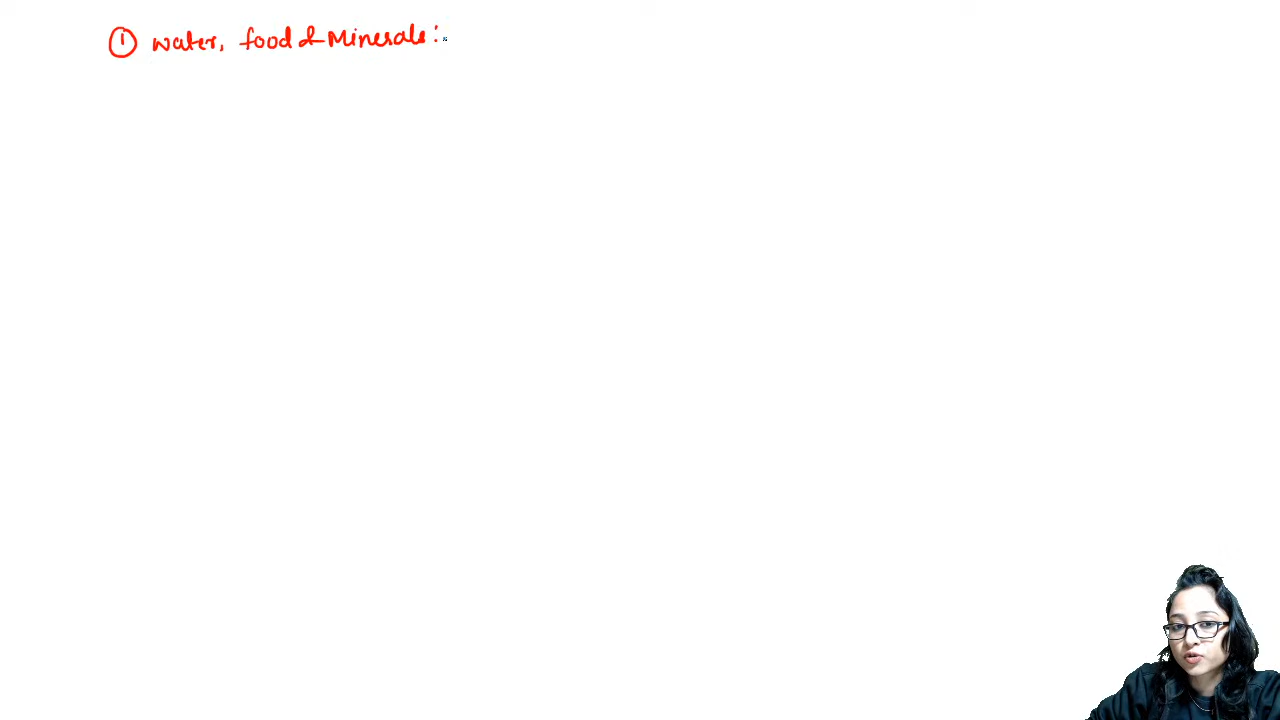 ① water, food & Minerals: